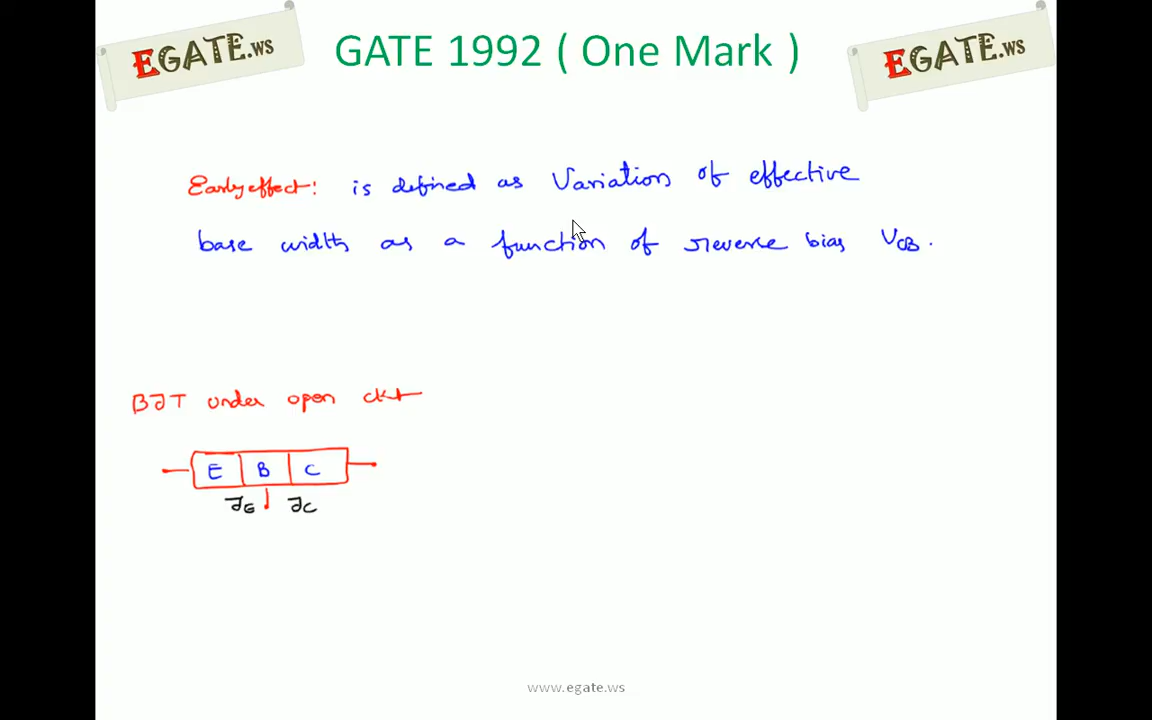 EGATE.ws GATE 1992 ( One Mark ) EGATE.ws
Early effect: is defined as Variation of effective
base width as a function of reverse bias VCB.
BJT under open ckt
E B C
JE JC
www.egate.ws